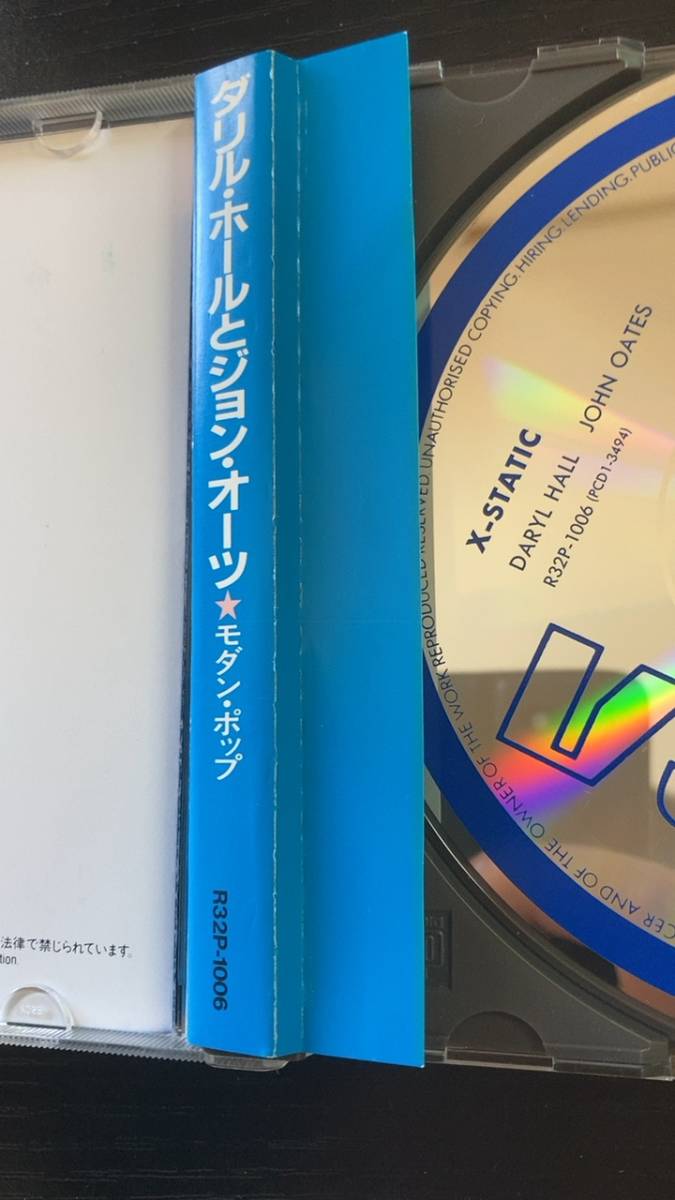 ダリル・ホールとジョン・オーツ★モダン・ポップ
R32P-1006
法律で禁じられています。
tion.
X-STATIC
DARYL HALL JOHN OATES
R32P-1006 (PCD1-3494)
AND OF THE OWNER OF THE WORK REPRODUCED RESERVED UNAUTHORISED COPYING. HIRING. LENDING. PUBLIC